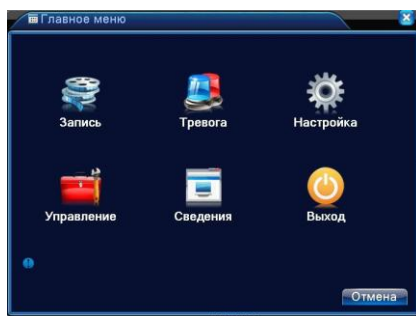 Главное меню
Запись Тревога Настройка
Управление Сведения Выход
Отмена